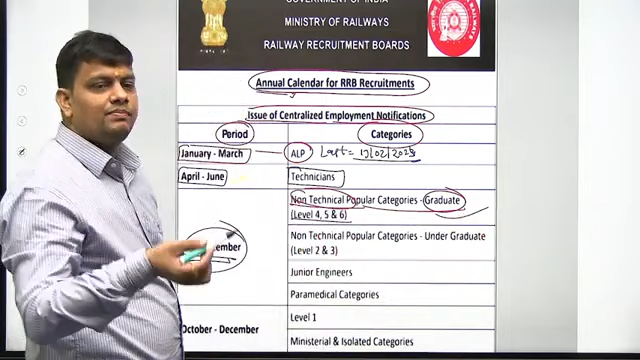 GOVERNMENT OF INDIA
MINISTRY OF RAILWAYS
RAILWAY RECRUITMENT BOARDS
Annual Calendar for RRB Recruitments
Issue of Centralized Employment Notifications
Period Categories
January - March ALP Last = 19/02/2024
April - June Technicians
Non Technical Popular Categories - Graduate
(Level 4, 5 & 6)
Non Technical Popular Categories - Under Graduate
(Level 2 & 3)
Junior Engineers
Paramedical Categories
October - December Level 1
Ministerial & Isolated Categories